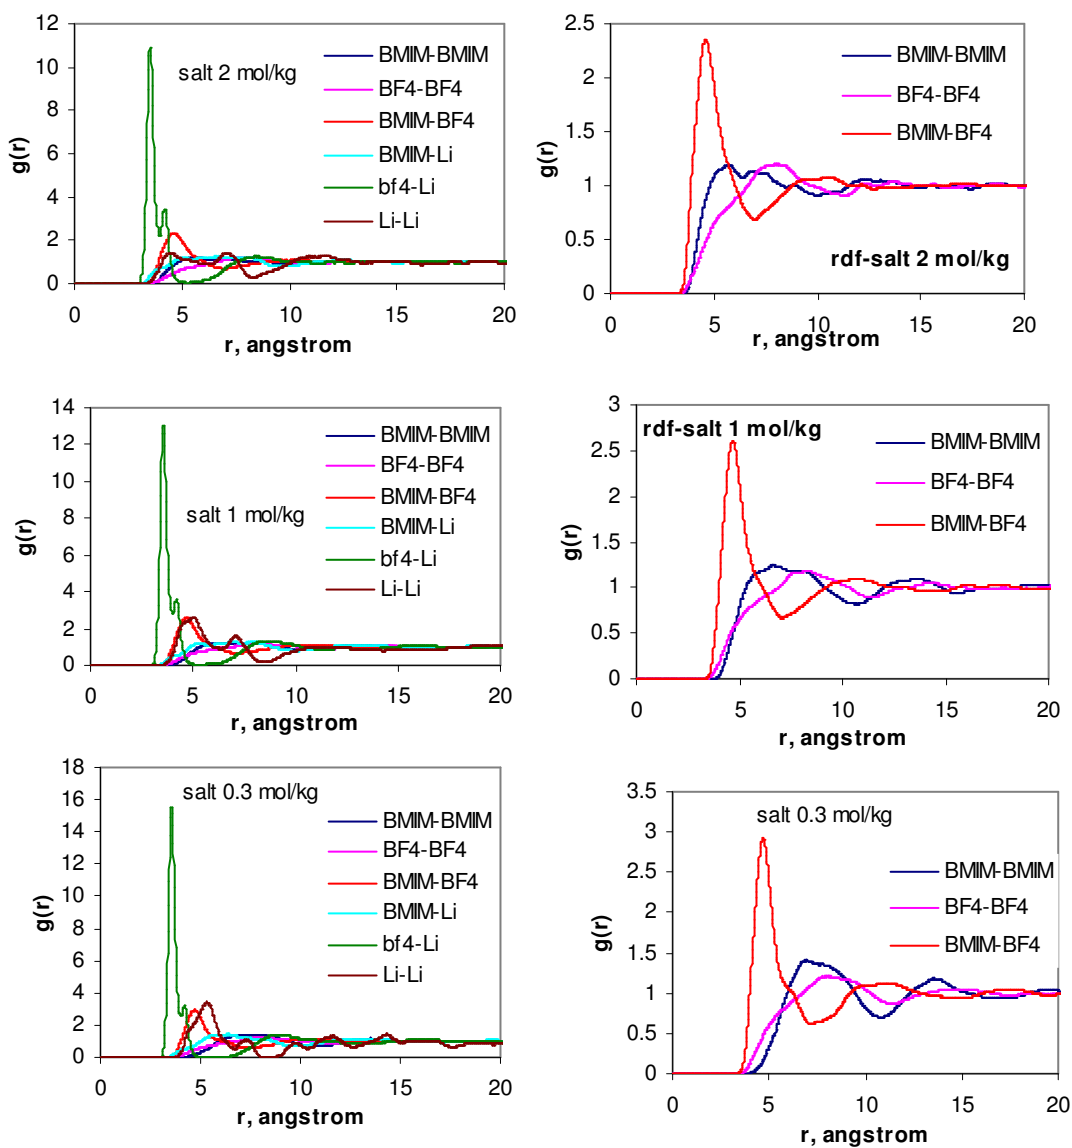 12
10
8
6
4
2
0
g(r)
salt 2 mol/kg
BMIM-BMIM
BF4-BF4
BMIM-BF4
BMIM-Li
bf4-Li
Li-Li
0 5 10 15 20
r, angstrom
2.5
2
1.5
1
0.5
0
g(r)
BMIM-BMIM
BF4-BF4
BMIM-BF4
rdf-salt 2 mol/kg
0 5 10 15 20
r, angstrom
14
12
10
8
6
4
2
0
g(r)
salt 1 mol/kg
BMIM-BMIM
BF4-BF4
BMIM-BF4
BMIM-Li
bf4-Li
Li-Li
0 5 10 15 20
r, angstrom
3
2.5
2
1.5
1
0.5
0
g(r)
rdf-salt 1 mol/kg
BMIM-BMIM
BF4-BF4
BMIM-BF4
0 5 10 15 20
r, angstrom
18
16
14
12
10
8
6
4
2
0
g(r)
salt 0.3 mol/kg
BMIM-BMIM
BF4-BF4
BMIM-BF4
BMIM-Li
bf4-Li
Li-Li
0 5 10 15 20
r, angstrom
3.5
3
2.5
2
1.5
1
0.5
0
g(r)
salt 0.3 mol/kg
BMIM-BMIM
BF4-BF4
BMIM-BF4
0 5 10 15 20
r, angstrom